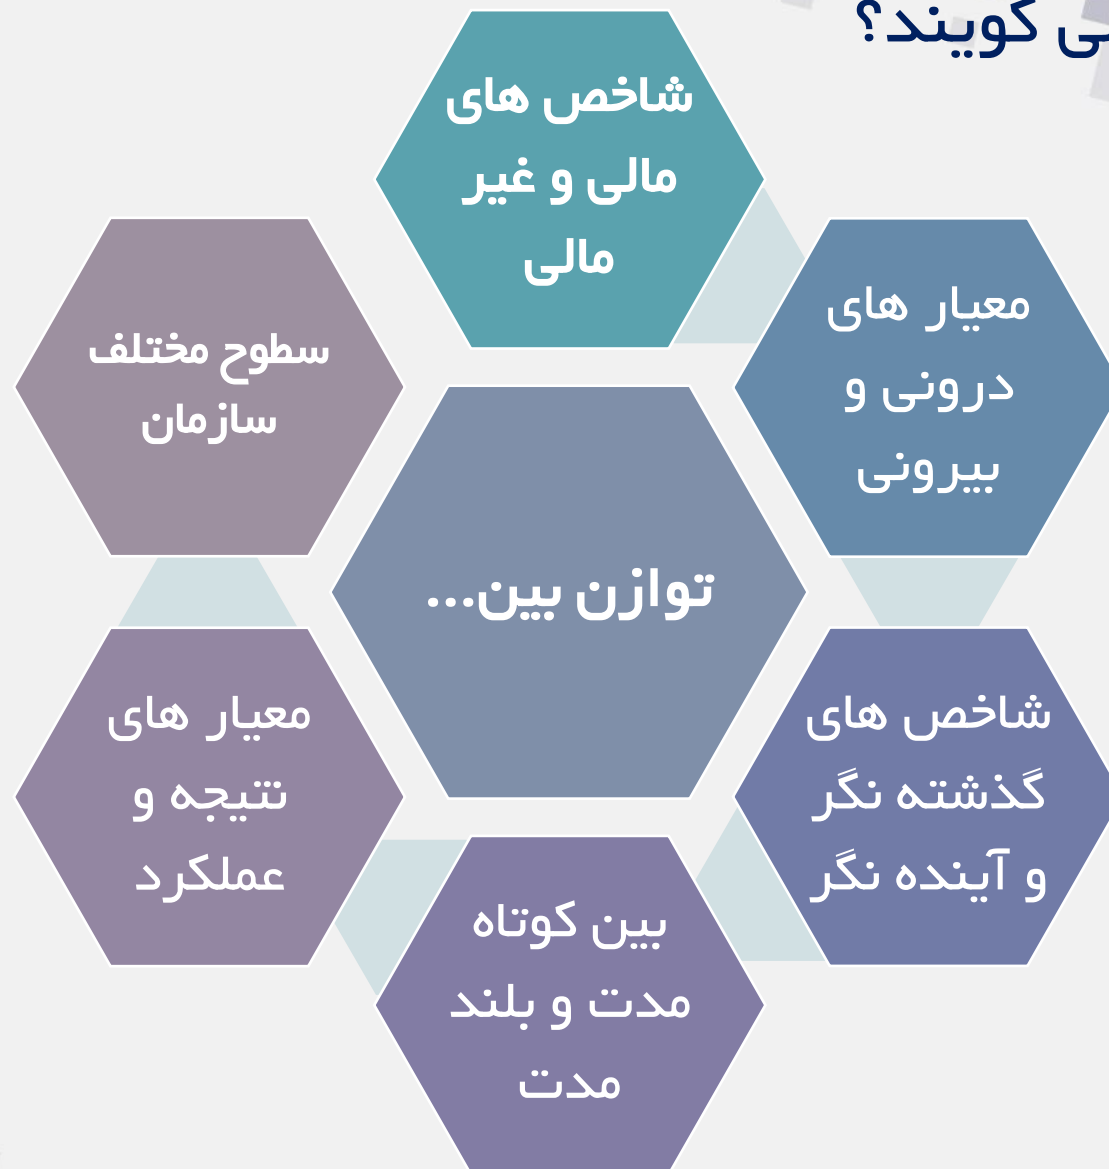 گویند؟
شاخص های
مالی و غیر
مالی
معیار های
درونی و
بیرونی
سطوح مختلف
سازمان
توازن بین...
شاخص های
گذشته نگر
و آینده نگر
معیار های
نتیجه و
عملکرد
بین کوتاه
مدت و بلند
مدت